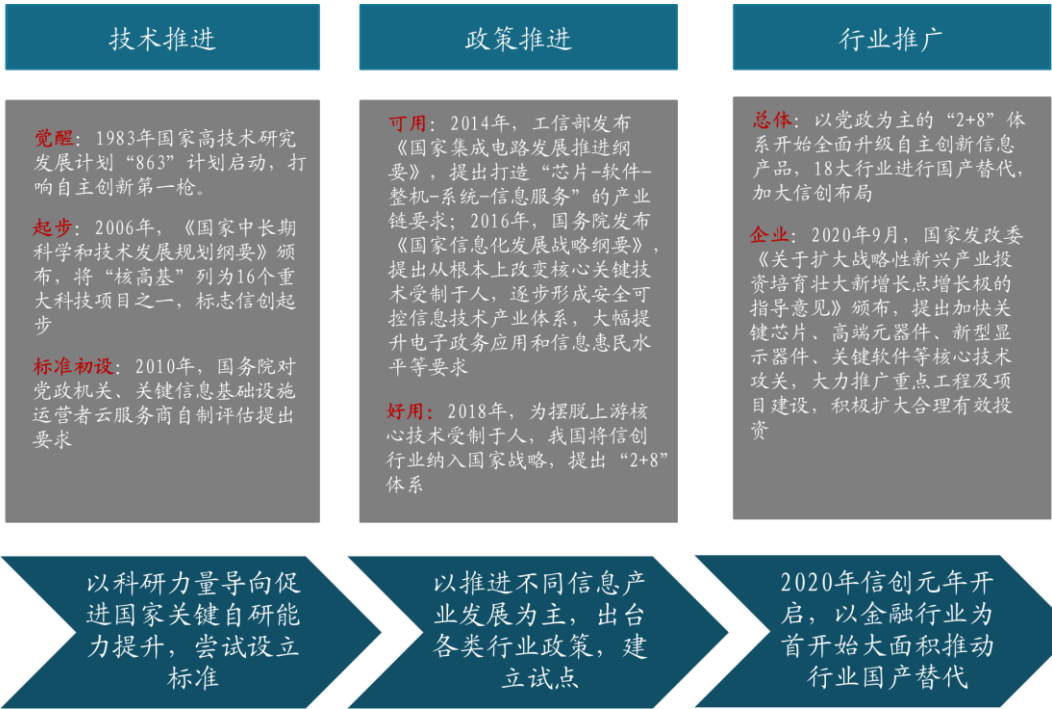 技术推进
觉醒：1983年国家高技术研究
发展计划“863”计划启动，打
响自主创新第一枪。
起步：2006年，《国家中长期
科学和技术发展规划纲要》颁
布，将“核高基”列为16个重
大科技项目之一，标志信创起
步
标准初设：2010年，国务院对
党政机关、关键信息基础设施
运营者云服务商自制评估提出
要求
以科研力量导向促
进国家关键自研能
力提升，尝试设立
标准
政策推进
可用：2014年，工信部发布
《国家集成电路发展推进纲
要》，提出打造“芯片-软件-
整机-系统-信息服务”的产业
链要求；2016年，国务院发布
《国家信息化发展战略纲要》，
提出从根本上改变核心关键技
术受制于人，逐步形成安全可
控信息技术产业体系，大幅提
升电子政务应用和信息惠民水
平等要求
好用：2018年，为摆脱上游核
心技术受制于人，我国将信创
行业纳入国家战略，提出“2+8”
体系
以推进不同信息产
业发展为主，出台
各类行业政策，建
立试点
行业推广
总体：以党政为主的“2+8”体
系开始全面升级自主创新信息
产品，18大行业进行国产替代，
加大信创布局
企业：2020年9月，国家发改委
《关于扩大战略性新兴产业投
资培育壮大新增长点增长极的
指导意见》颁布，提出加快关
键芯片、高端元器件、新型显
示器件、关键软件等核心技术
攻关，大力推广重点工程及项
目建设，积极扩大合理有效投
资
2020年信创元年开
启，以金融行业为
首开始大面积推动
行业国产替代